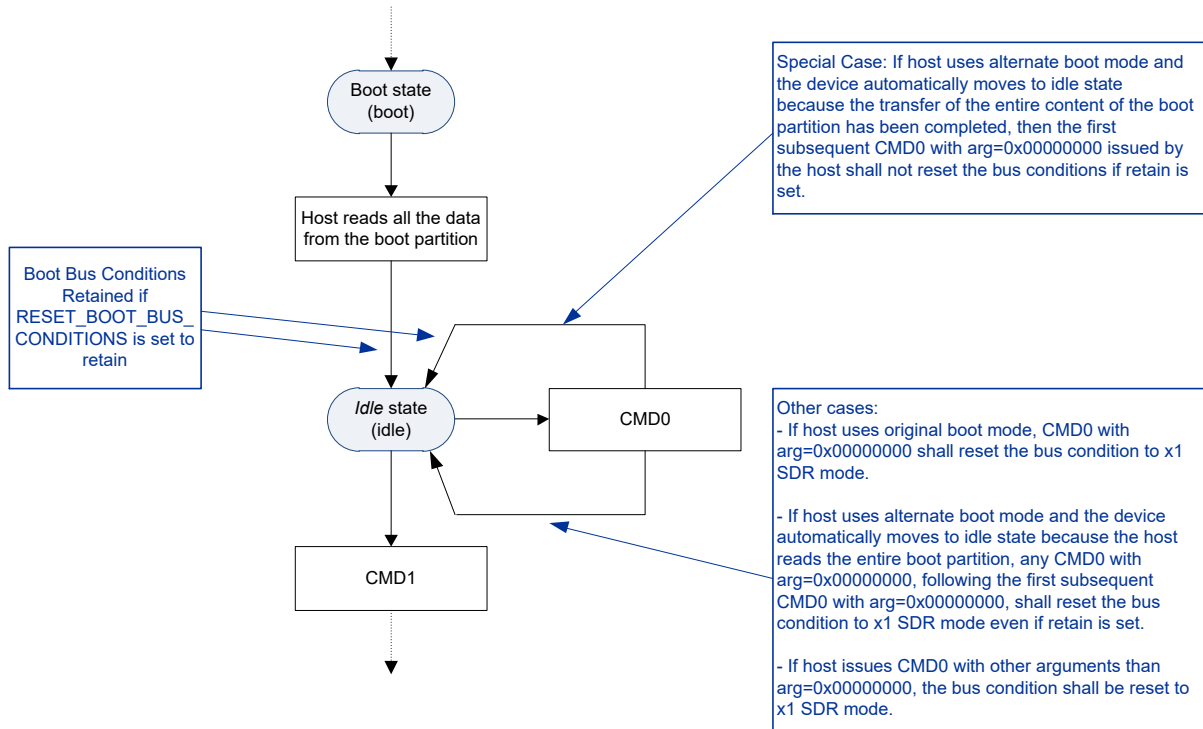 Boot state
(boot)
Special Case: If host uses alternate boot mode and
the device automatically moves to idle state
because the transfer of the entire content of the boot
partition has been completed, then the first
subsequent CMD0 with arg=0x00000000 issued by
the host shall not reset the bus conditions if retain is
set.
Host reads all the data
from the boot partition
Boot Bus Conditions
Retained if
RESET_BOOT_BUS_
CONDITIONS is set to
retain
Idle state
(idle)
CMD0
Other cases:
- If host uses original boot mode, CMD0 with
arg=0x00000000 shall reset the bus condition to x1
SDR mode.
- If host uses alternate boot mode and the device
automatically moves to idle state because the host
reads the entire boot partition, any CMD0 with
arg=0x00000000, following the first subsequent
CMD0 with arg=0x00000000, shall reset the bus
condition to x1 SDR mode even if retain is set.
- If host issues CMD0 with other arguments than
arg=0x00000000, the bus condition shall be reset to
x1 SDR mode.
CMD1